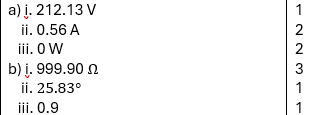 a) i. 212.13 V 1
ii. 0.56 A 2
iii. 0 W 2
b) i. 999.90 Ω 3
ii. 25.83° 1
iii. 0.9 1